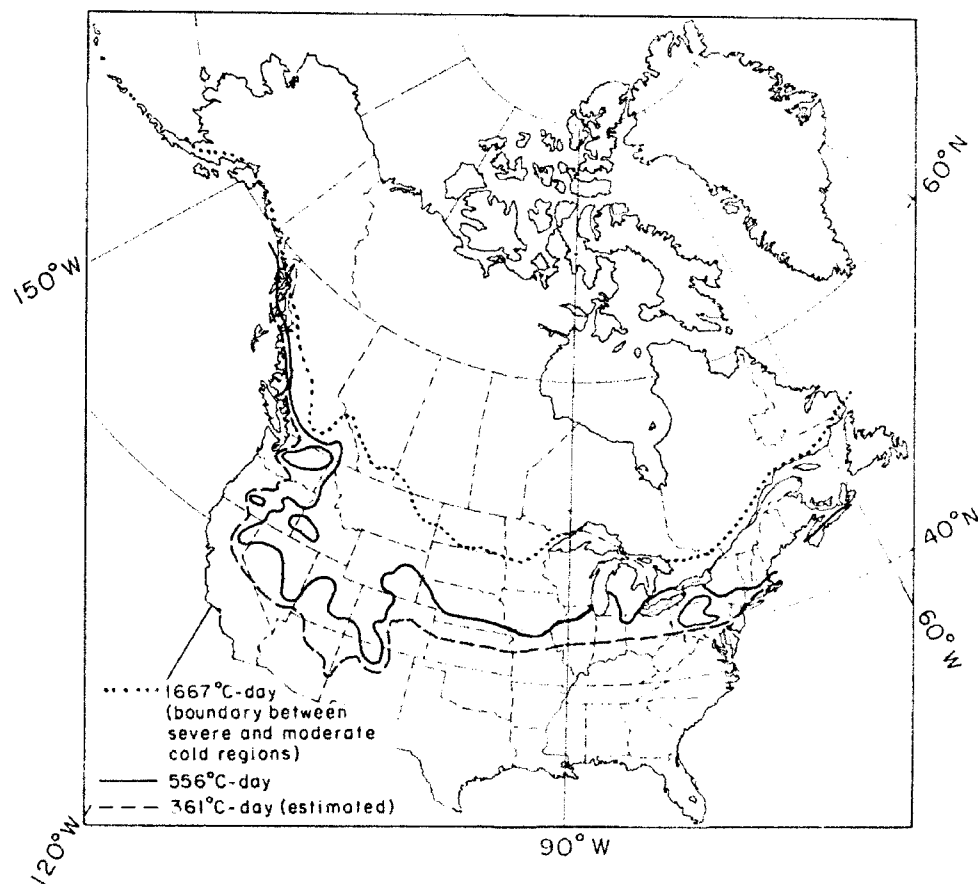 60°N
150°W
40°N
60°W
1667°C-day
(boundary between
severe and moderate
cold regions)
556°C-day
361°C-day (estimated)
120°W
90°W